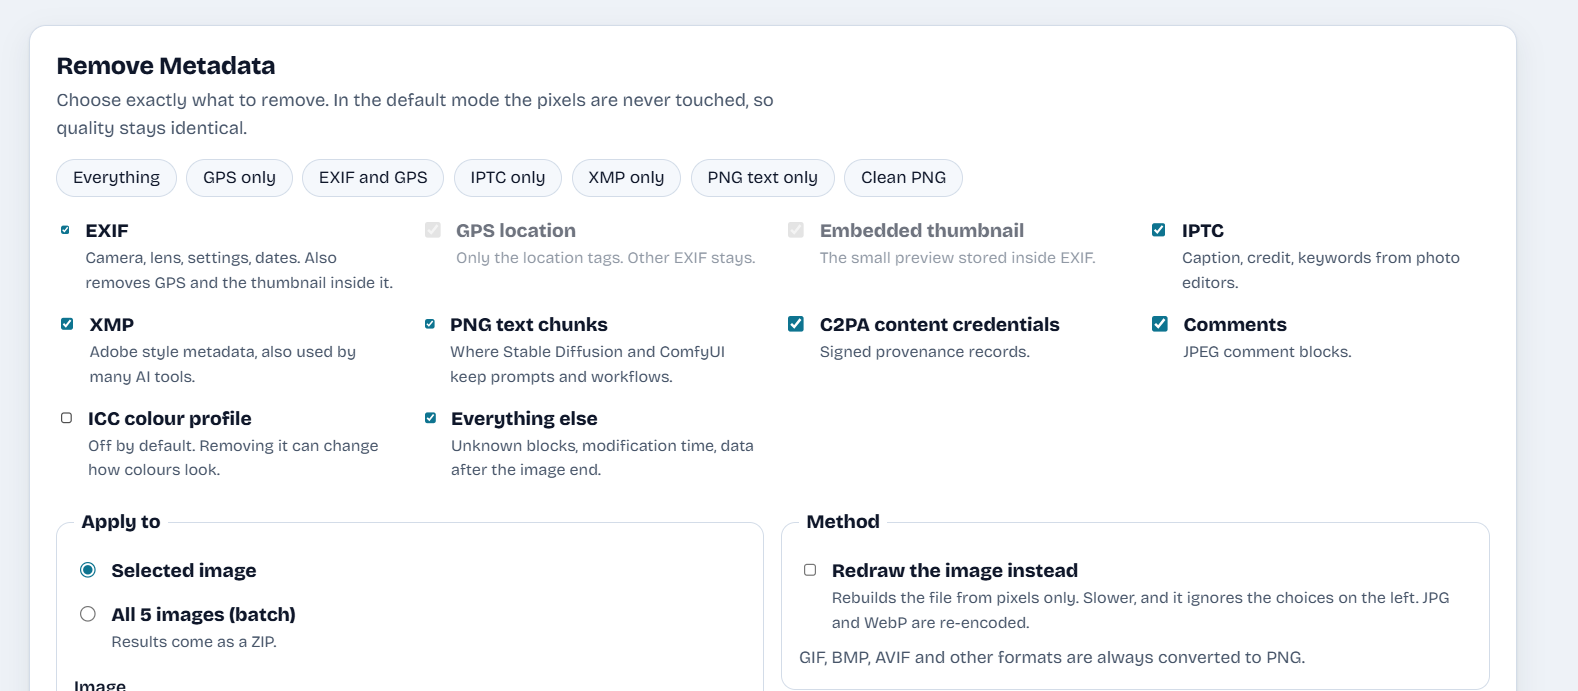 Remove Metadata
Choose exactly what to remove. In the default mode the pixels are never touched, so
quality stays identical.
Everything
GPS only
EXIF and GPS
IPTC only
XMP only
PNG text only
Clean PNG
EXIF
Camera, lens, settings, dates. Also
removes GPS and the thumbnail inside it.
GPS location
Only the location tags. Other EXIF stays.
Embedded thumbnail
The small preview stored inside EXIF.
IPTC
Caption, credit, keywords from photo
editors.
XMP
Adobe style metadata, also used by
many AI tools.
PNG text chunks
Where Stable Diffusion and ComfyUI
keep prompts and workflows.
C2PA content credentials
Signed provenance records.
Comments
JPEG comment blocks.
ICC colour profile
Off by default. Removing it can change
how colours look.
Everything else
Unknown blocks, modification time, data
after the image end.
Apply to
Selected image
All 5 images (batch)
Results come as a ZIP.
Image
Method
Redraw the image instead
Rebuilds the file from pixels only. Slower, and it ignores the choices on the left. JPG
and WebP are re-encoded.
GIF, BMP, AVIF and other formats are always converted to PNG.